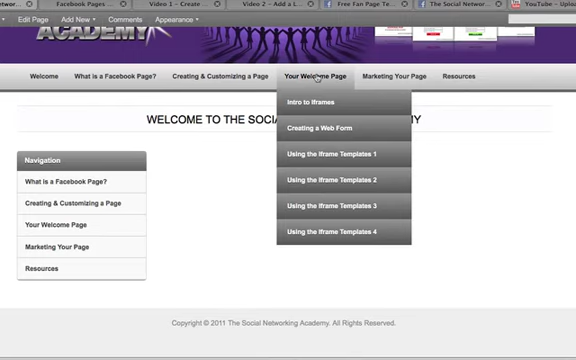 Facebook Pages
Video 1 – Create
Video 2 – Add a L
Free Fan Page Te
The Social Networ
YouTube – Uploa
Edit Page
Add New
Comments
Appearance
ACADEMY
Welcome
What is a Facebook Page?
Creating & Customizing a Page
Your Welcome Page
Marketing Your Page
Resources
Intro to Iframes
Creating a Web Form
Using the Iframe Templates 1
Using the Iframe Templates 2
Using the Iframe Templates 3
Using the Iframe Templates 4
WELCOME TO THE SOCIA
MY
Navigation
What is a Facebook Page?
Creating & Customizing a Page
Your Welcome Page
Marketing Your Page
Resources
Copyright © 2011 The Social Networking Academy. All Rights Reserved.